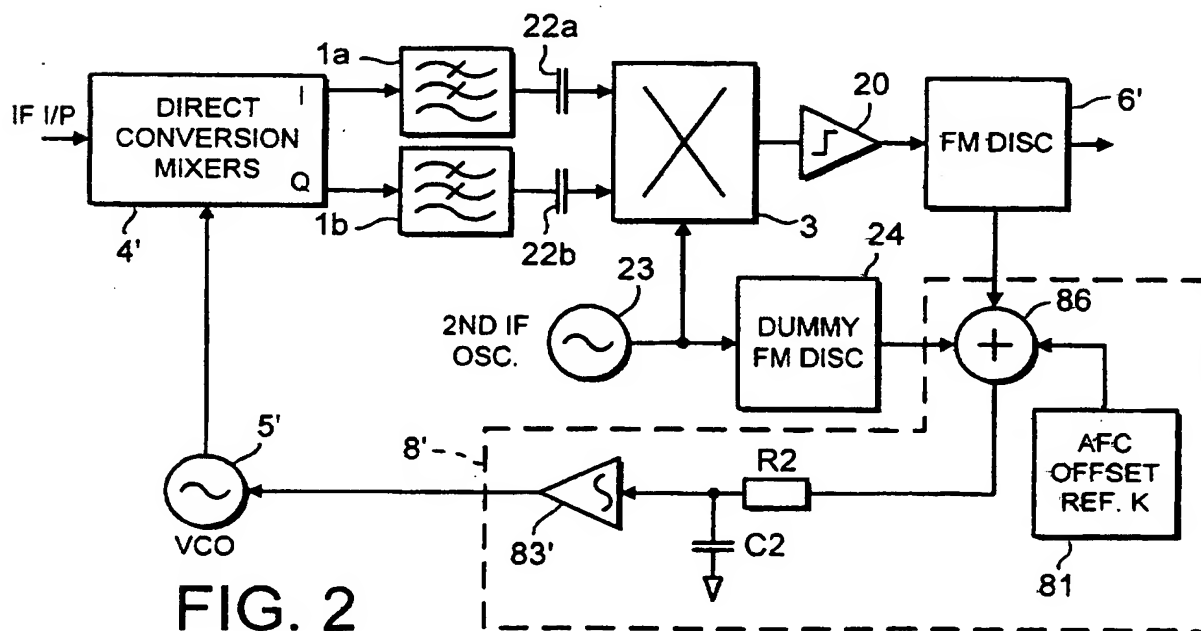 22a
1a
20
6'
IF I/P
DIRECT
CONVERSION
MIXERS
I
Q
FM DISC
4'
1b
22b
3
24
23
86
2ND IF
OSC.
DUMMY
FM DISC
+
5'
8'
R2
AFC
OFFSET
REF. K
VCO
83'
C2
81
FIG. 2